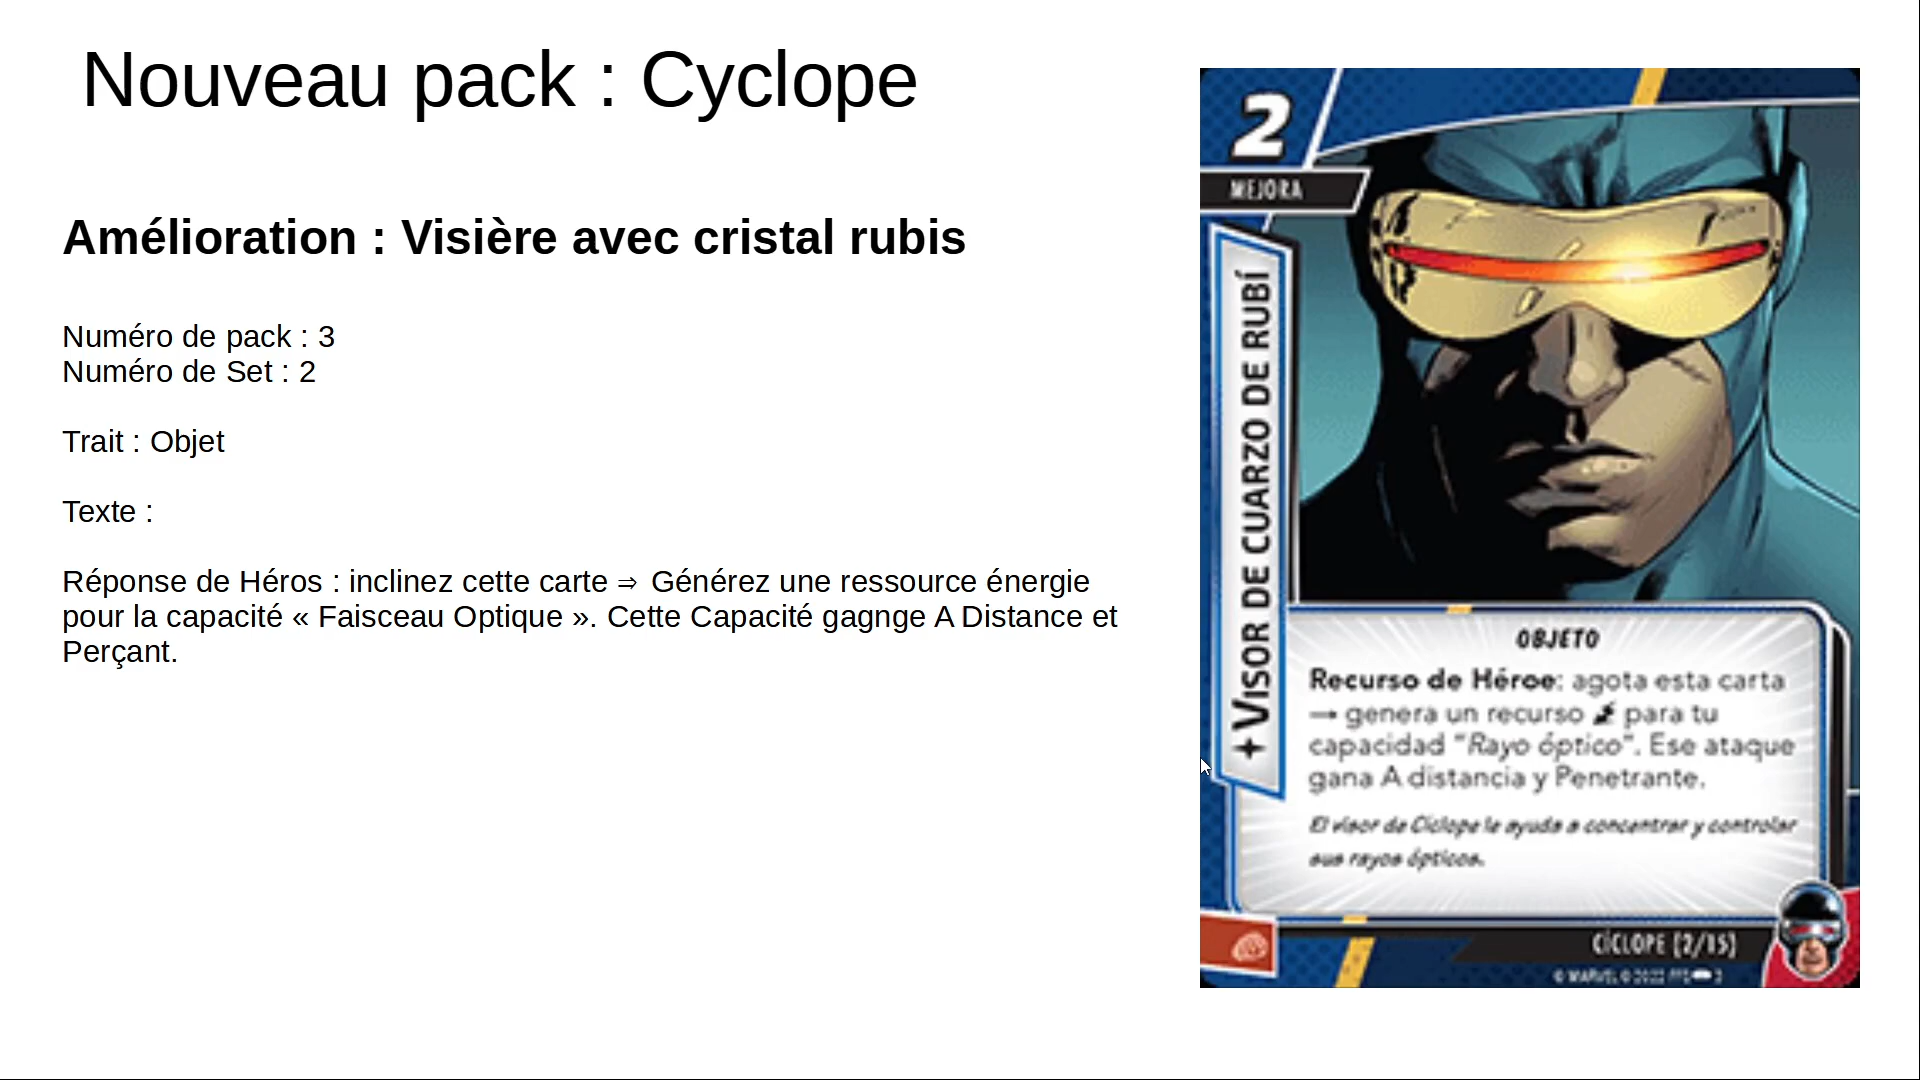 Nouveau pack : Cyclope
Amélioration : Visière avec cristal rubis
Numéro de pack : 3
Numéro de Set : 2
Trait : Objet
Texte :
Réponse de Héros : inclinez cette carte ⇒ Générez une ressource énergie
pour la capacité « Faisceau Optique ». Cette Capacité gagnge A Distance et
Perçant.
2
MEJORA
VISOR DE CUARZO DE RUBÍ
OBJETO
Recurso de Héroe: agota esta carta
→ genera un recurso para tu
capacidad "Rayo óptico". Ese ataque
gana A distancia y Penetrante.
El visor de Cíclope le ayuda a concentrar y controlar
sus rayos ópticos.
CÍCLOPE (2/15)
© MARVEL © 2022 FFG 3